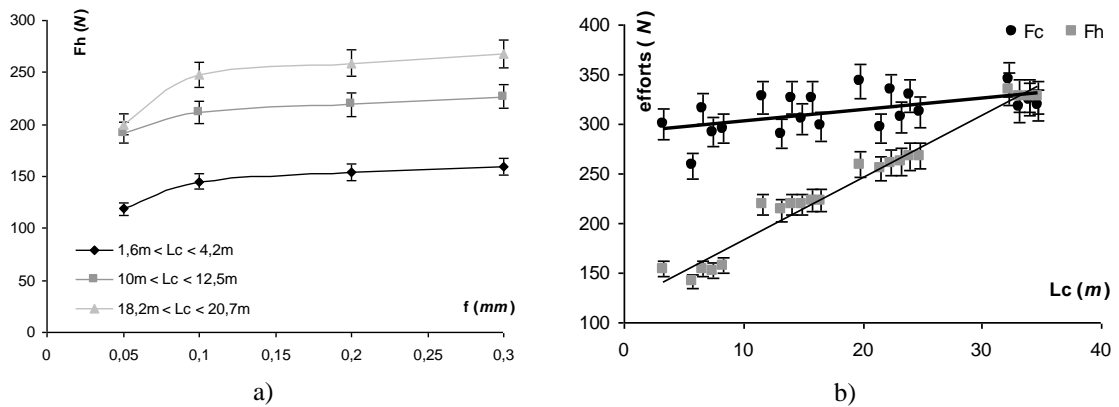 300
250
200
150
100
50
0
Fh (N)
1,6m < Lc < 4,2m
10m < Lc < 12,5m
18,2m < Lc < 20,7m
f (mm)
0 0,05 0,1 0,15 0,2 0,25 0,3
a)
400
350
300
250
200
150
100
efforts ( N)
Fc Fh
Lc (m)
0 10 20 30 40
b)